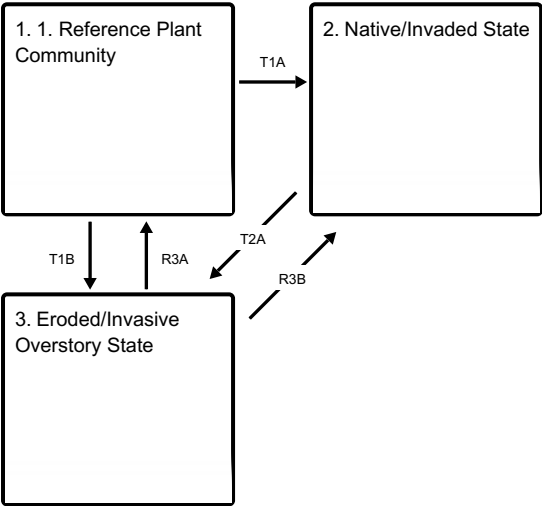 1. 1. Reference Plant
Community
2. Native/Invaded State
T1A
T1B
R3A
T2A
R3B
3. Eroded/Invasive
Overstory State